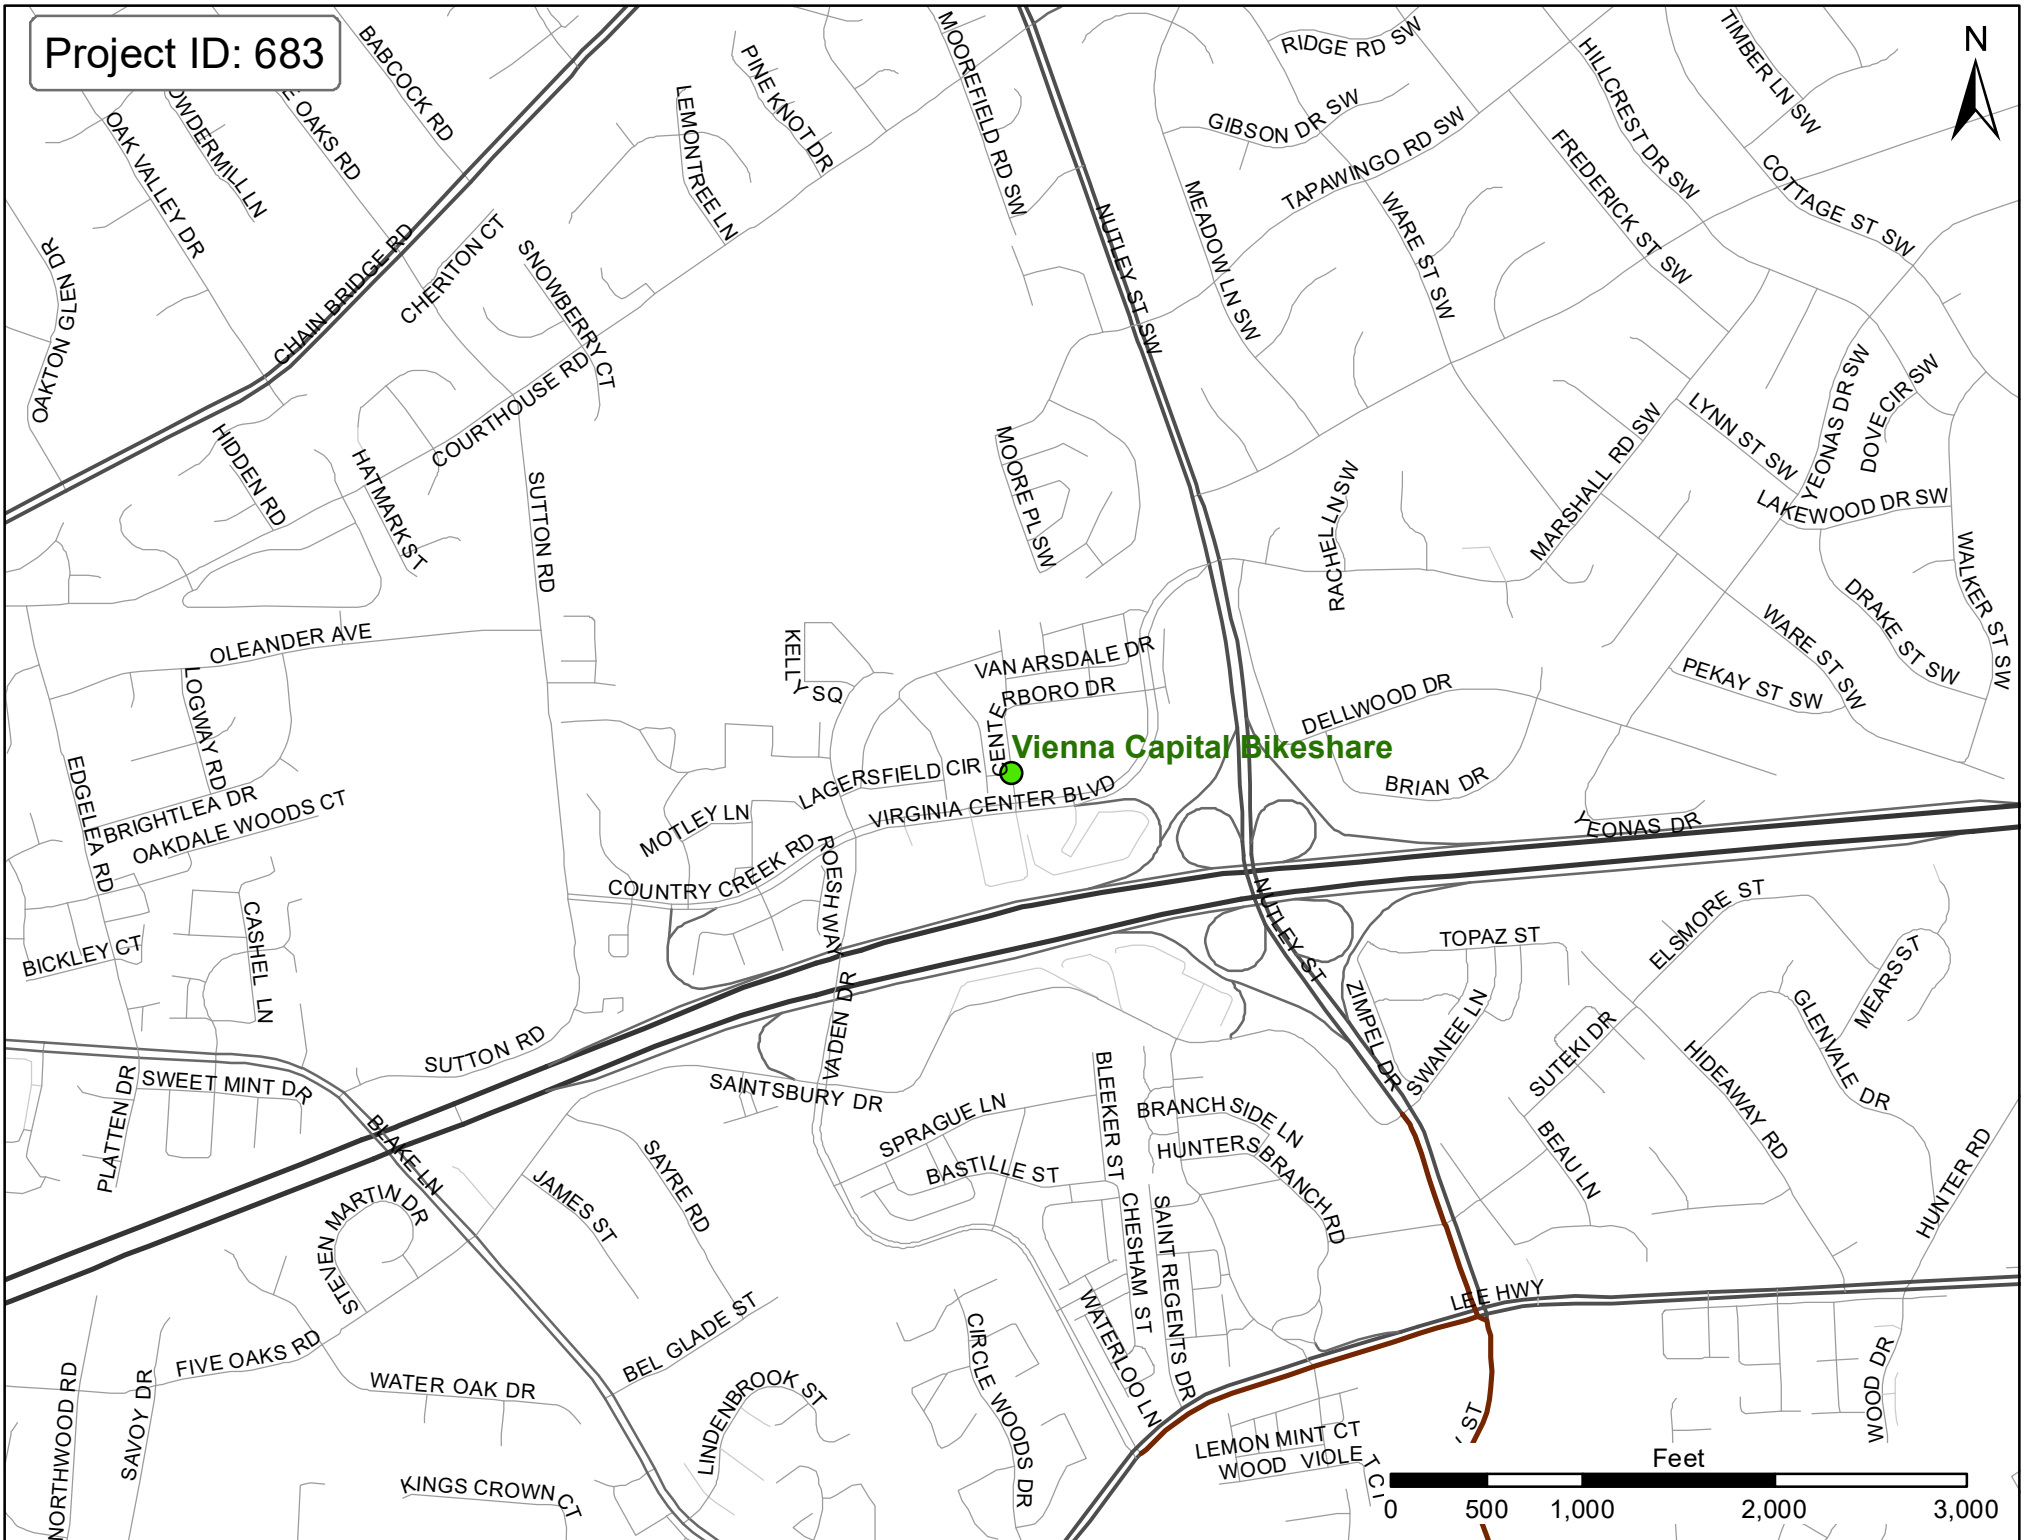 Project ID: 683
N
BABCOCK RD
OWDERMILL LN
E OAKS RD
OAK VALLEY DR
OAKTON GLEN DR
CHAIN BRIDGE RD
CHERITON CT
SNOWBERRY CT
LEMONTREE LN
PINE KNOT DR
MOOREFIELD RD SW
NUTLEY ST SW
RIDGE RD SW
GIBSON DR SW
TAPAWINGO RD SW
MEADOW LN SW
WARE ST SW
FREDERICK ST SW
HILLCREST DR SW
TIMBER LN SW
COTTAGE ST SW
YEONAS DR SW
DOVE CIR SW
LYNN ST SW
LAKEWOOD DR SW
MARSHALL RD SW
RACHEL LN SW
WALKER ST SW
DRAKE ST SW
WARE ST SW
PEKAY ST SW
COURTHOUSE RD
HIDDEN RD
HATMARK ST
SUTTON RD
MOORE PL SW
OLEANDER AVE
LOGWAY RD
KELLY SQ
VAN ARSDALE DR
SENTERBORO DR
DELLWOOD DR
BRIAN DR
YEONAS DR
Vienna Capital Bikeshare
LAGERSFIELD CIR
VIRGINIA CENTER BLVD
MOTLEY LN
COUNTRY CREEK RD
ROESH WAY
EDGELEA RD
BRIGHTLEA DR
OAKDALE WOODS CT
BICKLEY CT
CASHEL LN
VADEN DR
NUTLEY ST
TOPAZ ST
ELSMORE ST
MEARS ST
ZIMPEL DR
SWANEE LN
SUTEKI DR
HIDEAWAY RD
GLENVALE DR
HUNTER RD
BEAU LN
SUTTON RD
SWEET MINT DR
PLATTEN DR
BLAKE LN
SAINTSBURY DR
SPRAGUE LN
BASTILLE ST
BLEEKER ST
BRANCH SIDE LN
HUNTERS BRANCH RD
CHESHAM ST
SAINT REGENTS DR
WATERLOO LN
STEVEN MARTIN DR
JAMES ST
SAYRE RD
FIVE OAKS RD
WATER OAK DR
BEL GLADE ST
LINDENBROOK ST
CIRCLE WOODS DR
NORTHWOOD RD
SAVOY DR
KINGS CROWN CT
LEE HWY
LEMON MINT CT
WOOD VIOLET CT
ST
WOOD DR
Feet
0 500 1,000 2,000 3,000